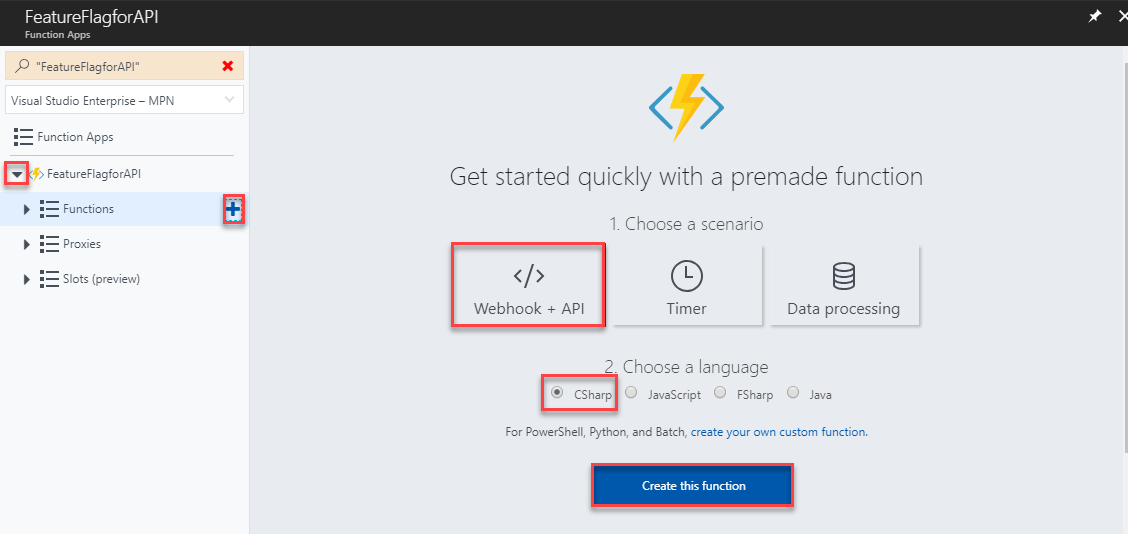 FeatureFlagforAPI
Function Apps
"FeatureFlagforAPI"
Visual Studio Enterprise – MPN
Function Apps
FeatureFlagforAPI
Functions
Proxies
Slots (preview)
Get started quickly with a premade function
1. Choose a scenario
Webhook + API Timer Data processing
2. Choose a language
CSharp JavaScript FSharp Java
For PowerShell, Python, and Batch, create your own custom function.
Create this function